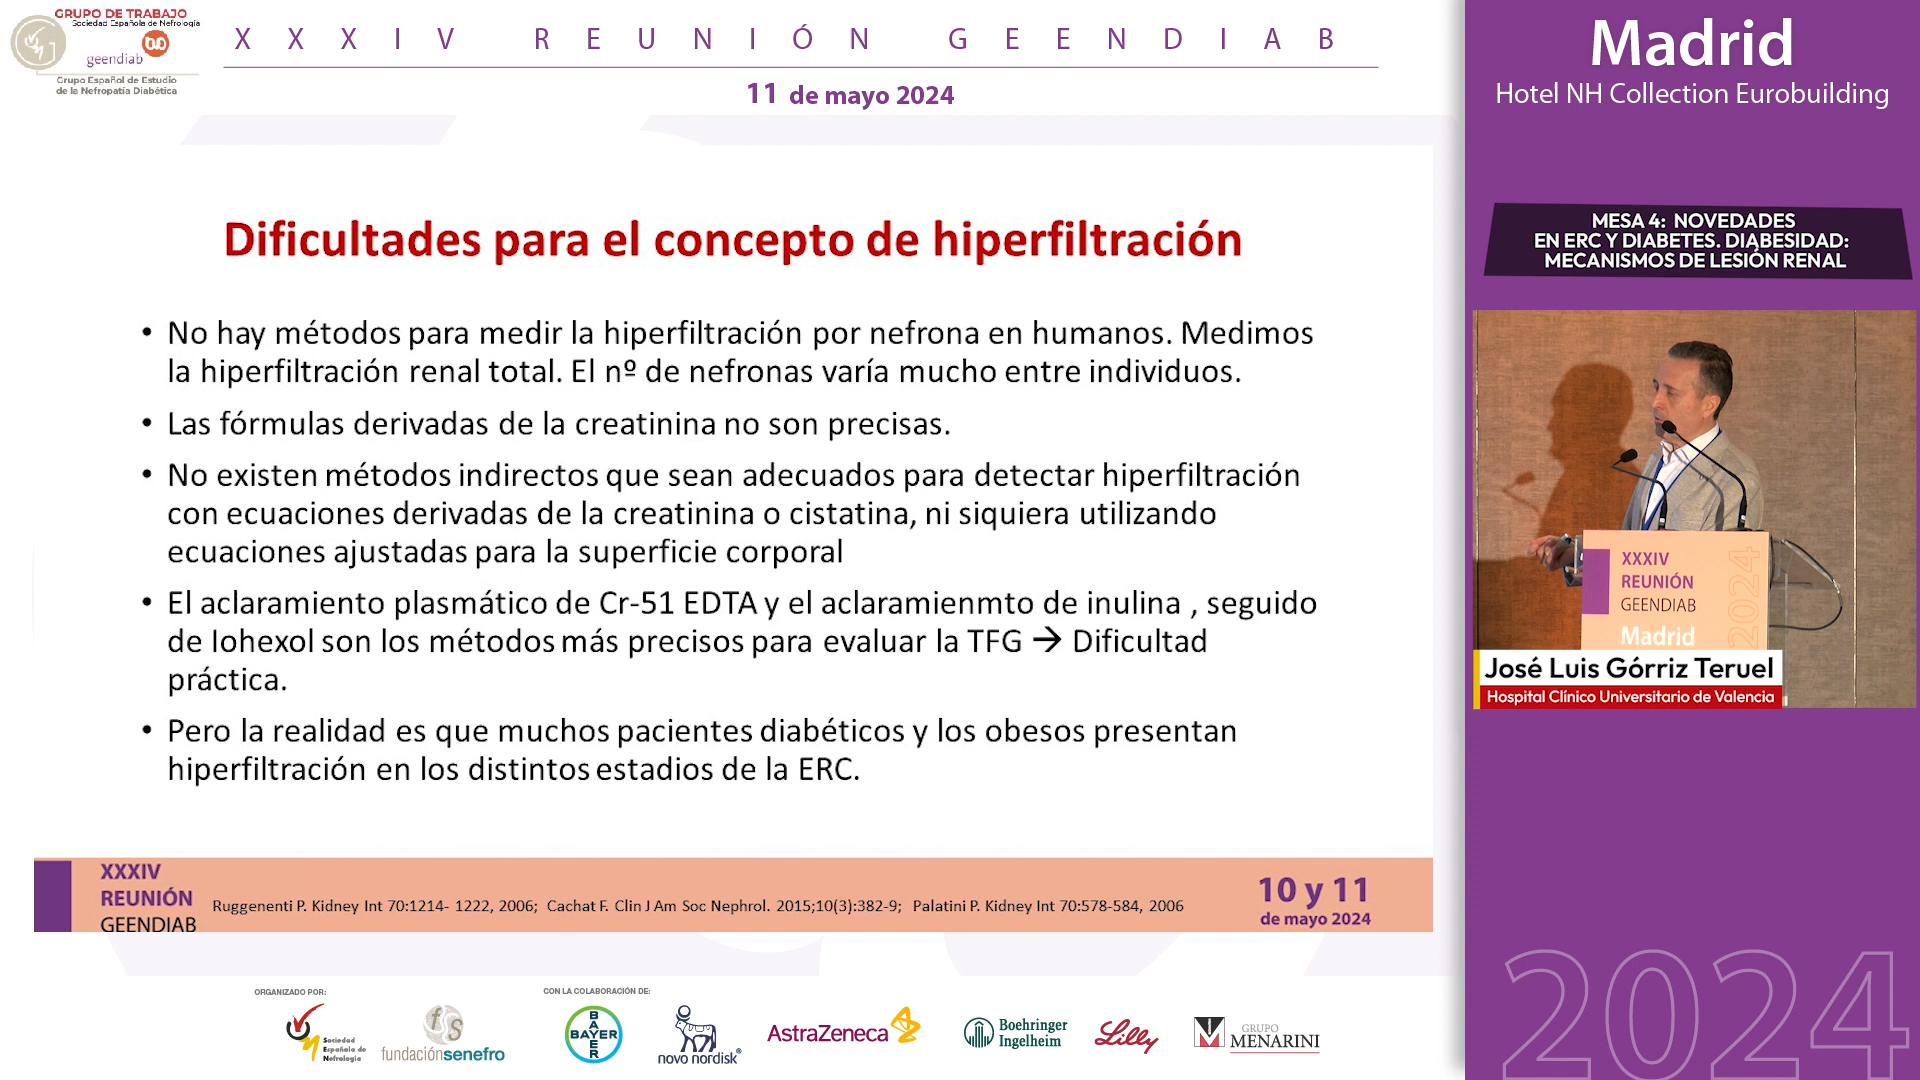 GRUPO DE TRABAJO
Sociedad Española de Nefrología
geendiab
Grupo Español de Estudio
de la Nefropatía Diabética
XXXIV REUNIÓN GEENDIAB
11 de mayo 2024
Dificultades para el concepto de hiperfiltración
• No hay métodos para medir la hiperfiltración por nefrona en humanos. Medimos
la hiperfiltración renal total. El nº de nefronas varía mucho entre individuos.
• Las fórmulas derivadas de la creatinina no son precisas.
• No existen métodos indirectos que sean adecuados para detectar hiperfiltración
con ecuaciones derivadas de la creatinina o cistatina, ni siquiera utilizando
ecuaciones ajustadas para la superficie corporal
• El aclaramiento plasmático de Cr-51 EDTA y el aclaramienmto de inulina , seguido
de Iohexol son los métodos más precisos para evaluar la TFG → Dificultad
práctica.
• Pero la realidad es que muchos pacientes diabéticos y los obesos presentan
hiperfiltración en los distintos estadios de la ERC.
XXXIV
REUNIÓN
GEENDIAB
Ruggenenti P. Kidney Int 70:1214- 1222, 2006; Cachat F. Clin J Am Soc Nephrol. 2015;10(3):382-9; Palatini P. Kidney Int 70:578-584, 2006
10 y 11
de mayo 2024
ORGANIZADO POR:
Sociedad
Española de
Nefrología
fundaciónsenefro
CON LA COLABORACIÓN DE:
BAYER
BAYER
novo nordisk®
AstraZeneca
Boehringer
Ingelheim
Lilly
GRUPO
MENARINI
Madrid
Hotel NH Collection Eurobuilding
MESA 4: NOVEDADES
EN ERC Y DIABETES. DIABESIDAD:
MECANISMOS DE LESIÓN RENAL
XXXIV
REUNIÓN
GEENDIAB
Madrid
2024
José Luis Górriz Teruel
Hospital Clínico Universitario de Valencia
2024